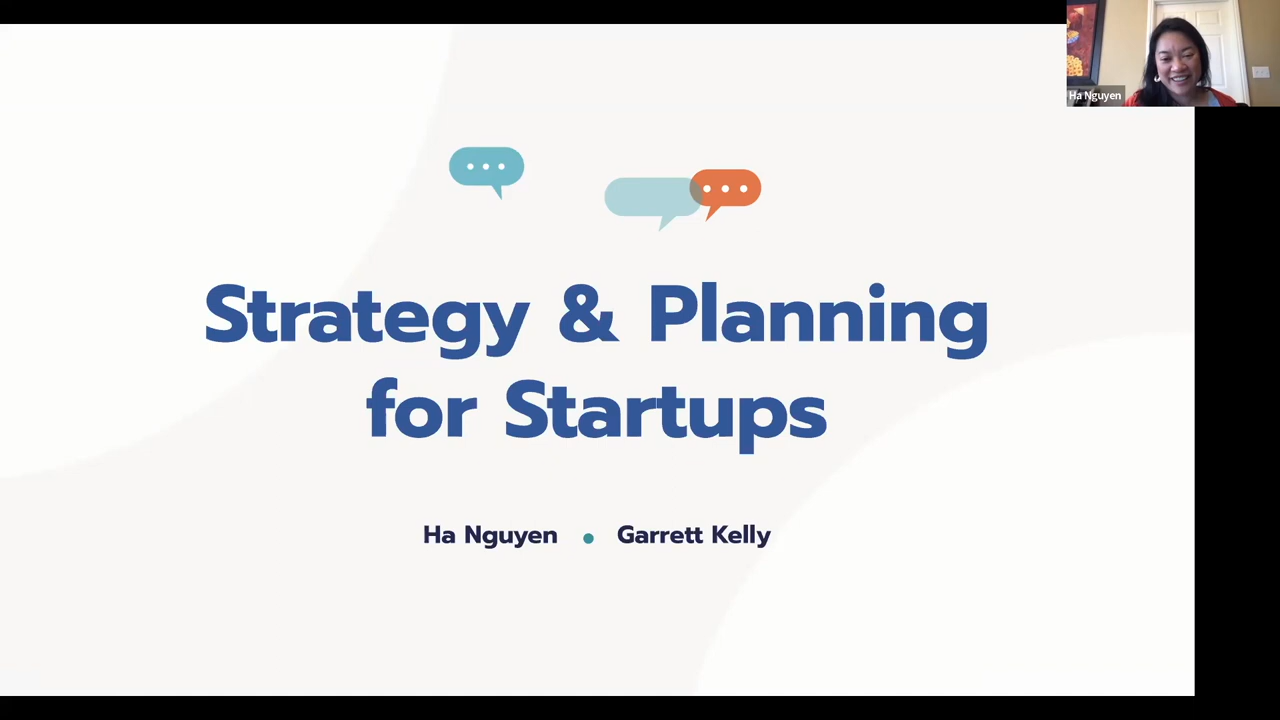 Ha Nguyen
Strategy & Planning
for Startups
Ha Nguyen • Garrett Kelly